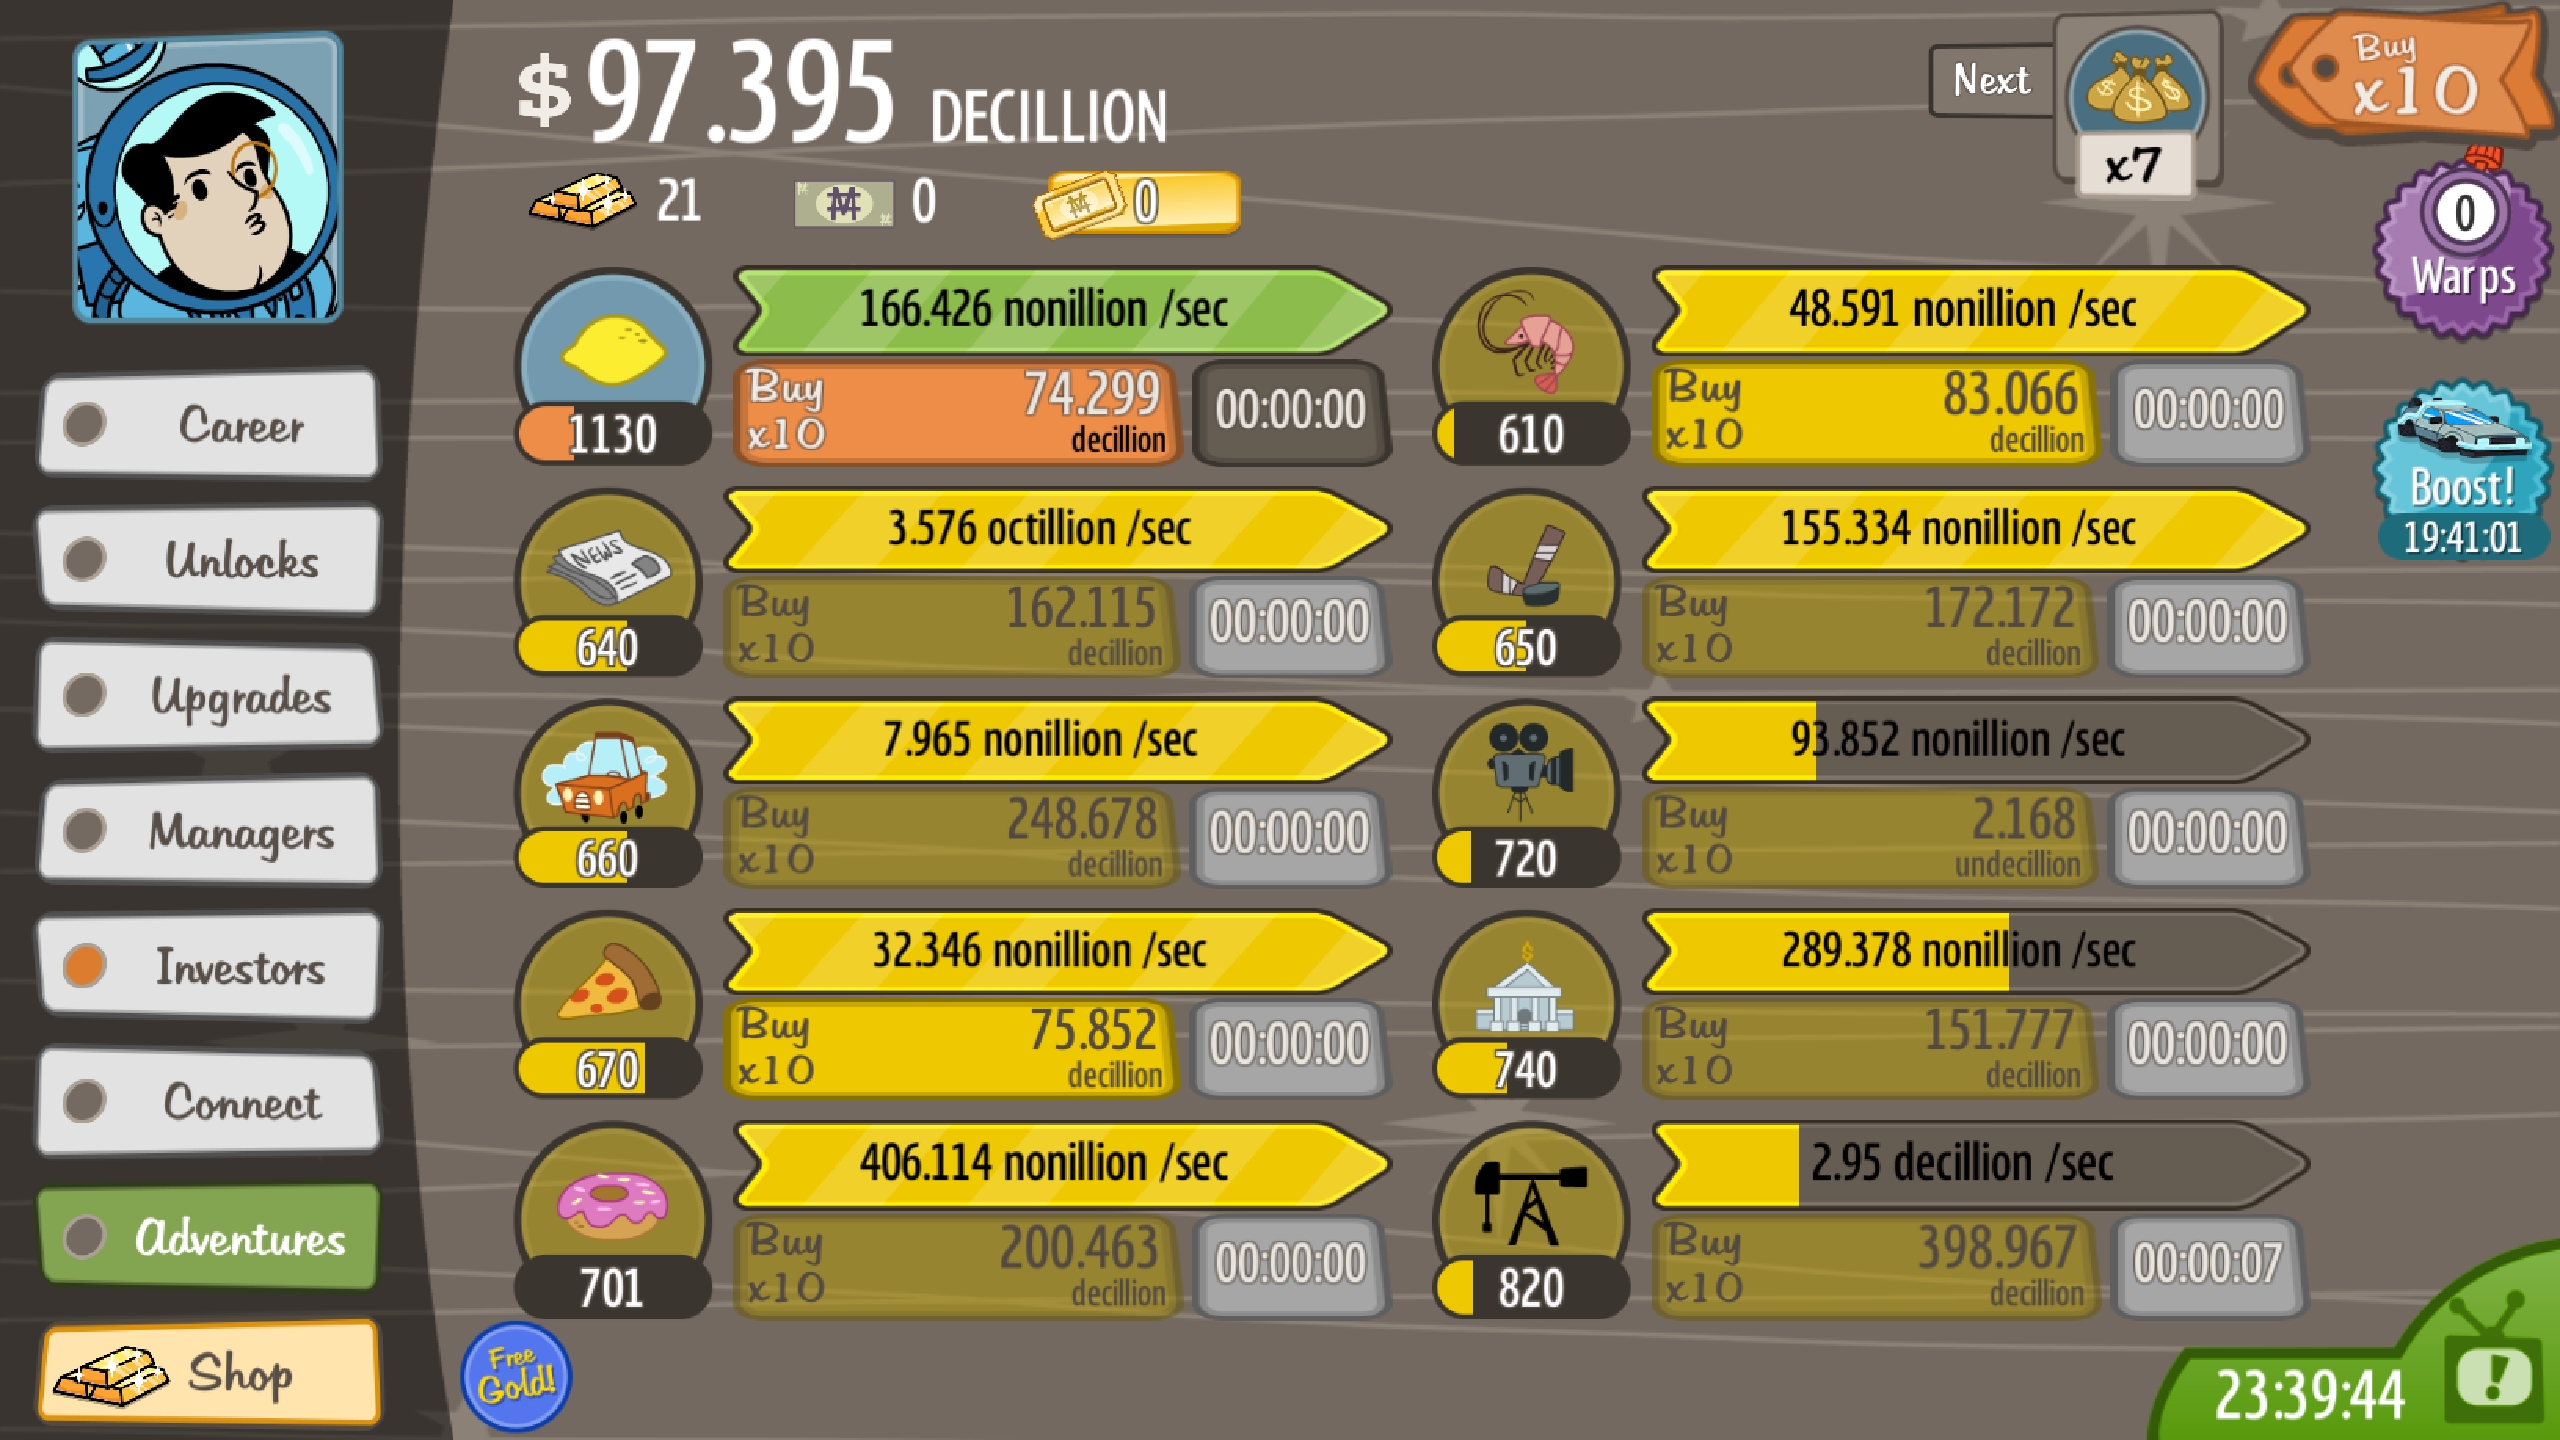 $97.395 DECILLION
21
0
0
Next
x7
Buy
x10
0
Warps
Boost!
19:41:01
Career
Unlocks
Upgrades
Managers
Investors
Connect
Adventures
Shop
166.426 nonillion /sec
1130
Buy
x10
74.299
decillion
00:00:00
NEWS
3.576 octillion /sec
640
Buy
x10
162.115
decillion
00:00:00
7.965 nonillion /sec
660
Buy
x10
248.678
decillion
00:00:00
32.346 nonillion /sec
670
Buy
x10
75.852
decillion
00:00:00
406.114 nonillion /sec
701
Buy
x10
200.463
decillion
00:00:00
48.591 nonillion /sec
610
Buy
x10
83.066
decillion
00:00:00
155.334 nonillion /sec
650
Buy
x10
172.172
decillion
00:00:00
93.852 nonillion /sec
720
Buy
x10
2.168
undecillion
00:00:00
289.378 nonillion /sec
740
Buy
x10
151.777
decillion
00:00:00
2.95 decillion /sec
820
Buy
x10
398.967
decillion
00:00:07
Free
Gold!
23:39:44
!